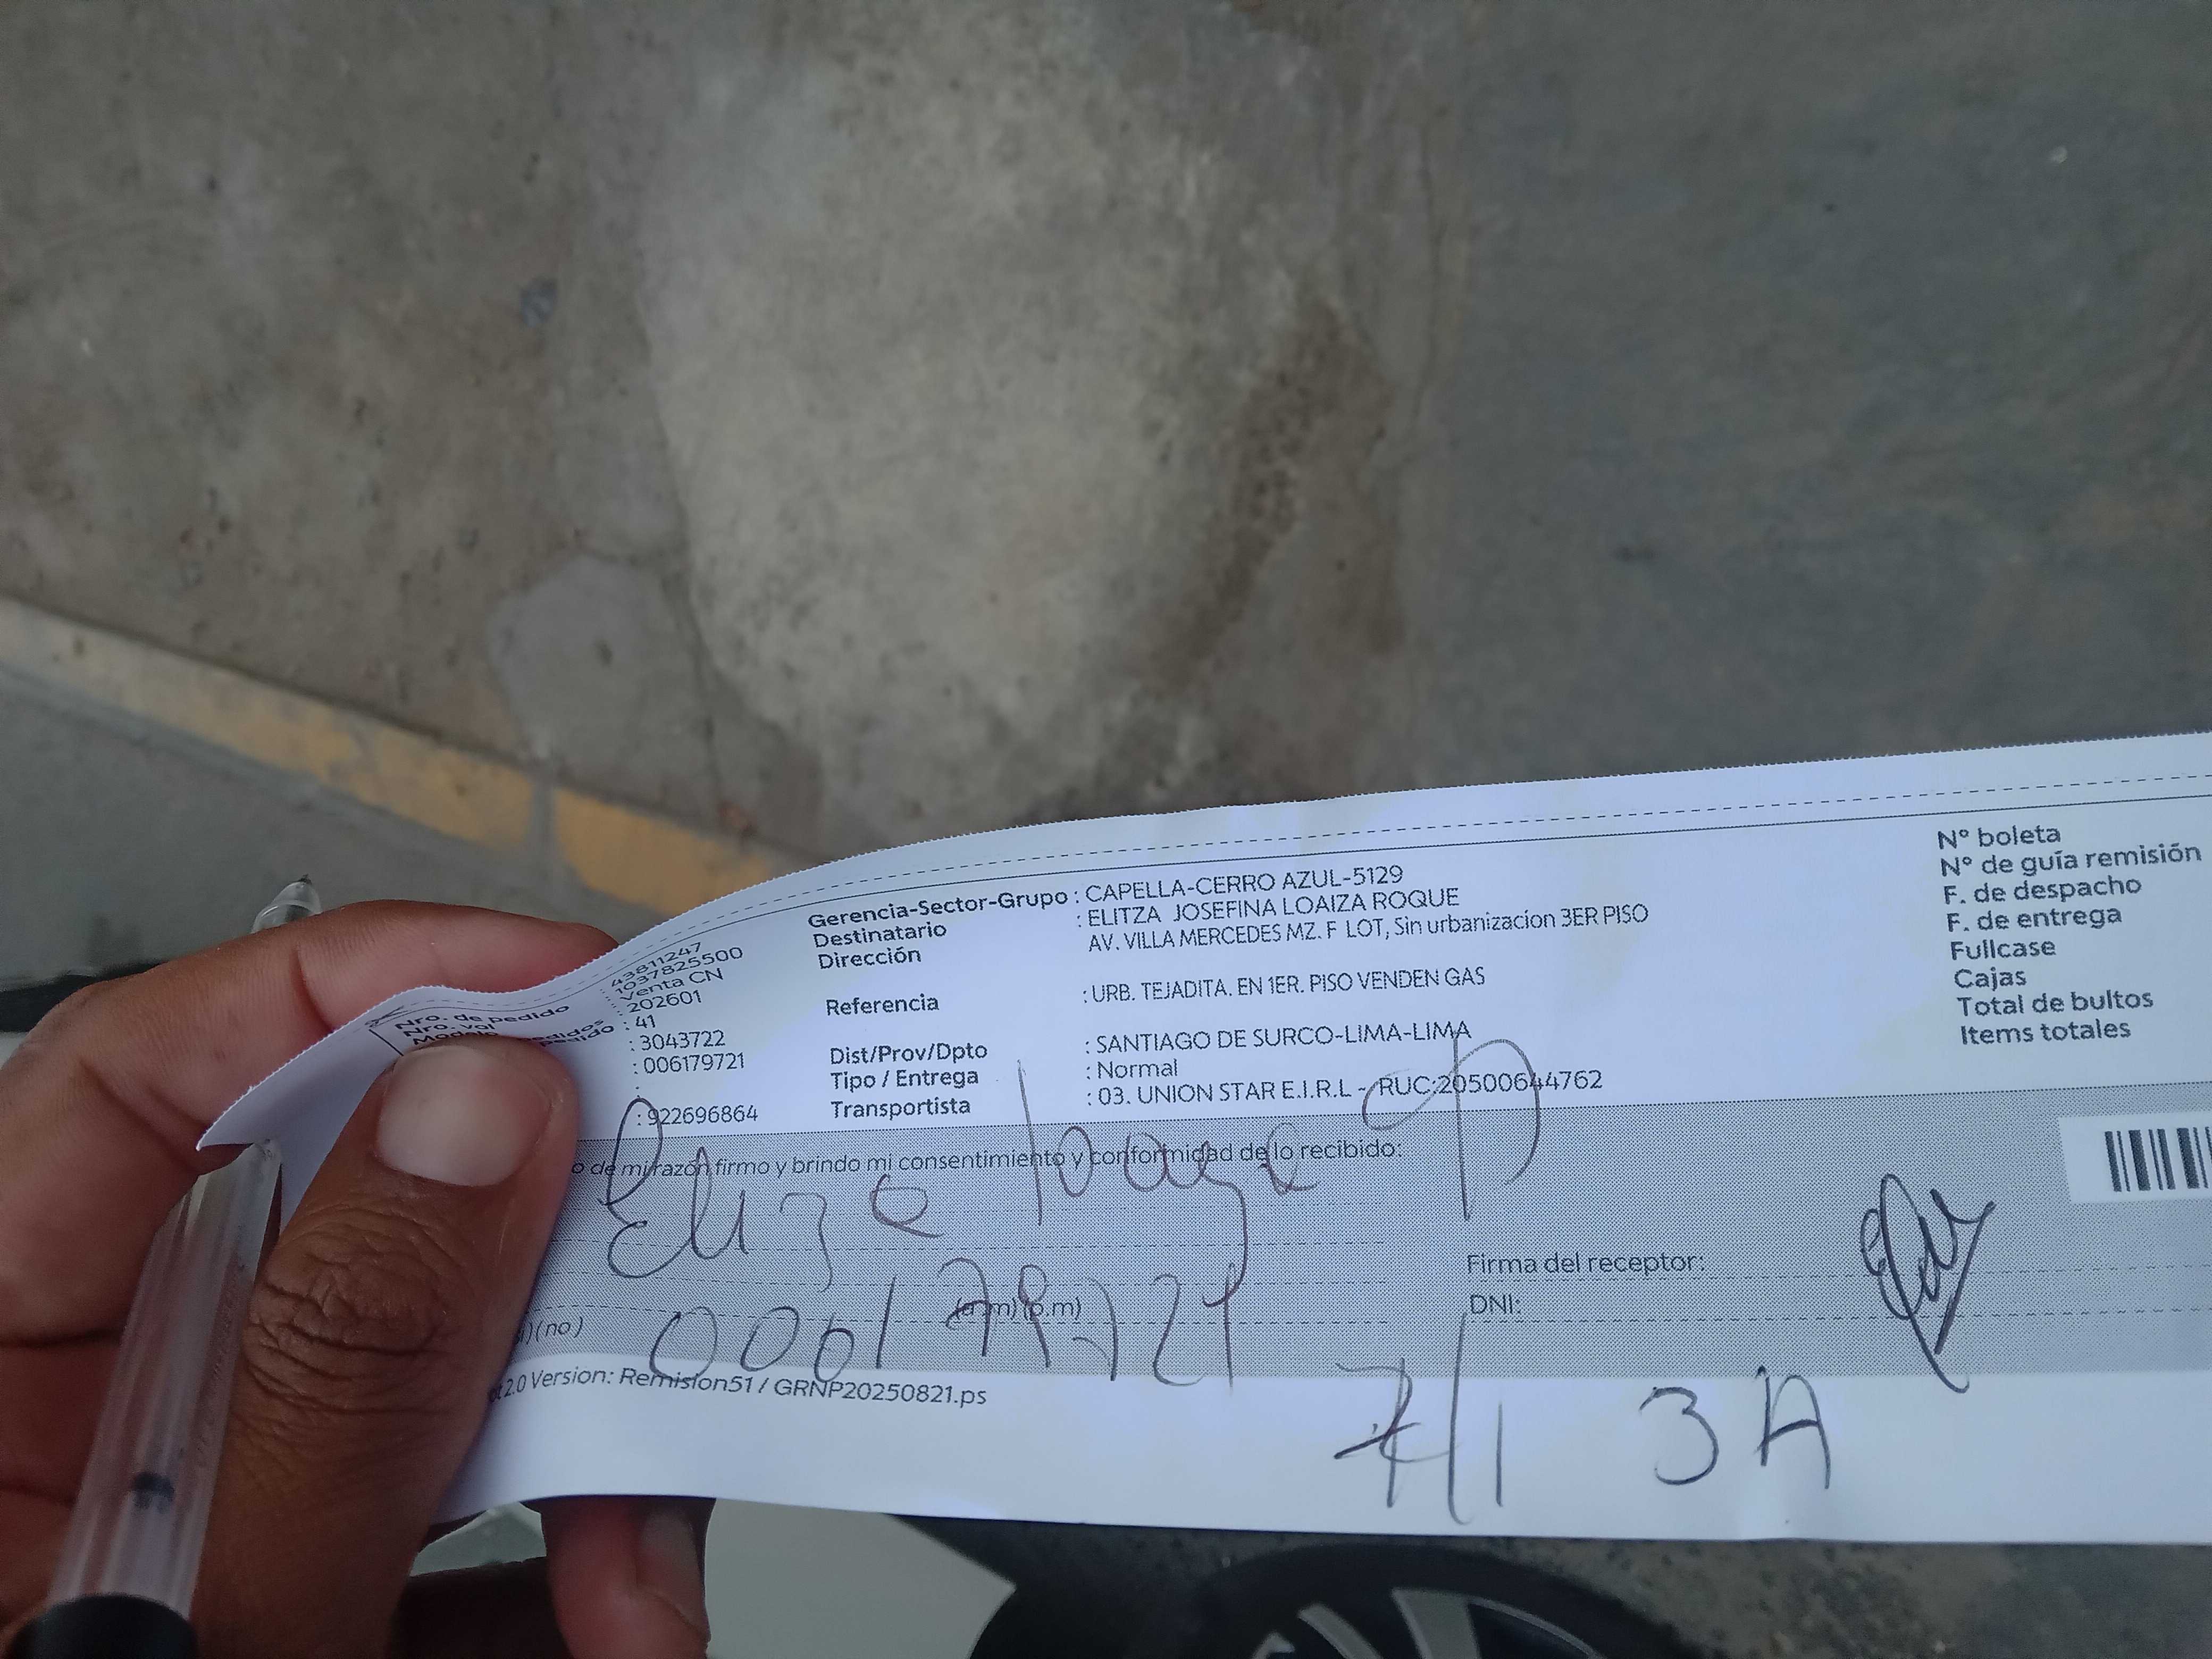 Nro. de pedido : 43811247
Nro. vol : 1037825500
: Venta CN
: 202601
: 41
: 3043722
: 006179721
:
: 922696864
Gerencia-Sector-Grupo : CAPELLA-CERRO AZUL-5129
Destinatario : ELITZA JOSEFINA LOAIZA ROQUE
Dirección AV. VILLA MERCEDES MZ. F LOT, Sin urbanizacion 3ER PISO
Referencia : URB. TEJADITA. EN 1ER. PISO VENDEN GAS
Dist/Prov/Dpto : SANTIAGO DE SURCO-LIMA-LIMA
Tipo / Entrega : Normal
Transportista : 03. UNION STAR E.I.R.L - RUC:20500644762
N° boleta
N° de guía remisión
F. de despacho
F. de entrega
Fullcase
Cajas
Total de bultos
Items totales
o de mi razón firmo y brindo mi consentimiento y conformidad de lo recibido:
Firma del receptor:
(a.m)(p.m)
DNI:
(no)
2.0 Version: Remision51 / GRNP20250821.ps
3A